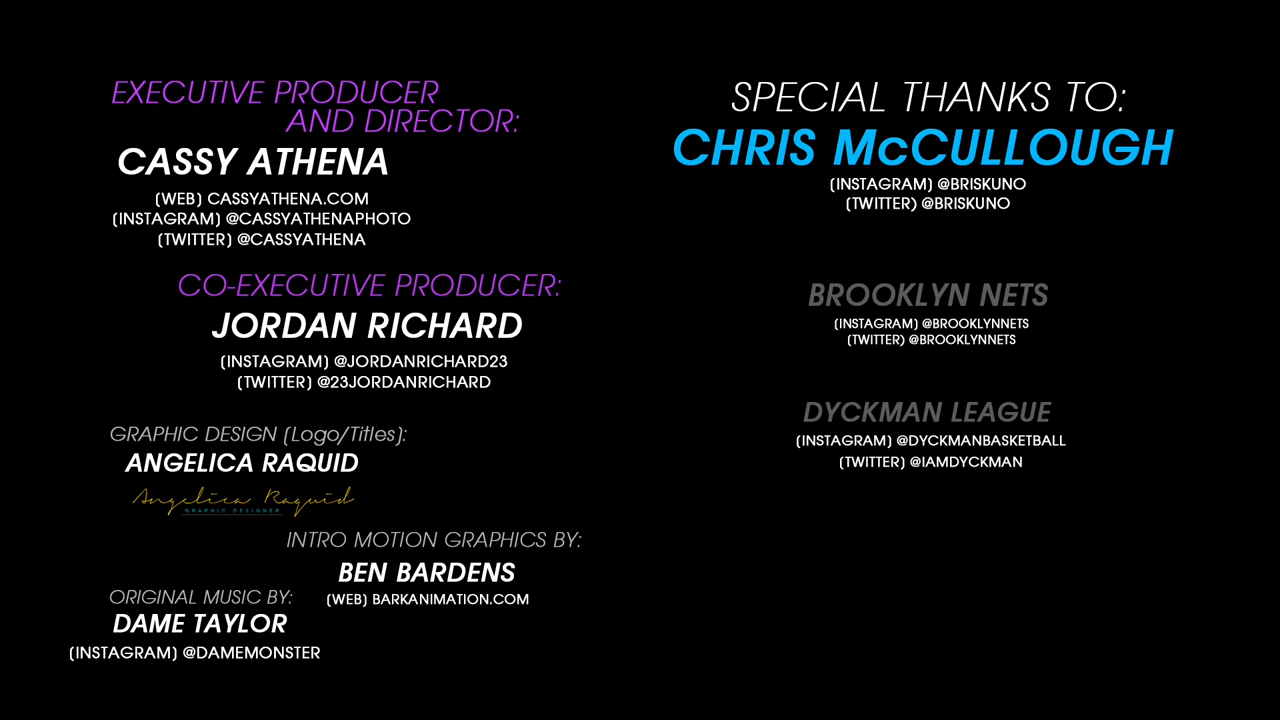 EXECUTIVE PRODUCER
AND DIRECTOR:
CASSY ATHENA
(WEB) CASSYATHENA.COM
(INSTAGRAM) @CASSYATHENAPHOTO
(TWITTER) @CASSYATHENA
CO-EXECUTIVE PRODUCER:
JORDAN RICHARD
(INSTAGRAM) @JORDANRICHARD23
(TWITTER) @23JORDANRICHARD
GRAPHIC DESIGN (Logo/Titles):
ANGELICA RAQUID
Angelica Raquid
GRAPHIC DESIGNER
INTRO MOTION GRAPHICS BY:
BEN BARDENS
(WEB) BARKANIMATION.COM
ORIGINAL MUSIC BY:
DAME TAYLOR
(INSTAGRAM) @DAMEMONSTER
SPECIAL THANKS TO:
CHRIS McCULLOUGH
(INSTAGRAM) @BRISKUNO
(TWITTER) @BRISKUNO
BROOKLYN NETS
(INSTAGRAM) @BROOKLYNNETS
(TWITTER) @BROOKLYNNETS
DYCKMAN LEAGUE
(INSTAGRAM) @DYCKMANBASKETBALL
(TWITTER) @IAMDYCKMAN